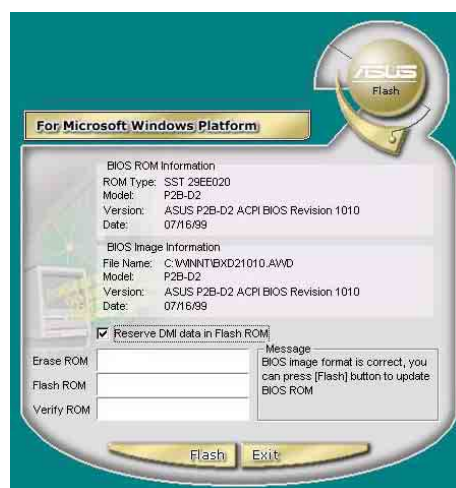 /ISUS
Flash
For Microsoft Windows Platform
BIOS ROM Information
ROM Type: SST 29EE020
Model: P2B-D2
Version: ASUS P2B-D2 ACPI BIOS Revision 1010
Date: 07/16/99
BIOS Image Information
File Name: C:\WINNT\BXD21010.AWD
Model: P2B-D2
Version: ASUS P2B-D2 ACPI BIOS Revision 1010
Date: 07/16/99
Reserve DMI data in Flash ROM
Message
BIOS image format is correct, you
can press [Flash] button to update
BIOS ROM
Erase ROM
Flash ROM
Verify ROM
Flash
Exit